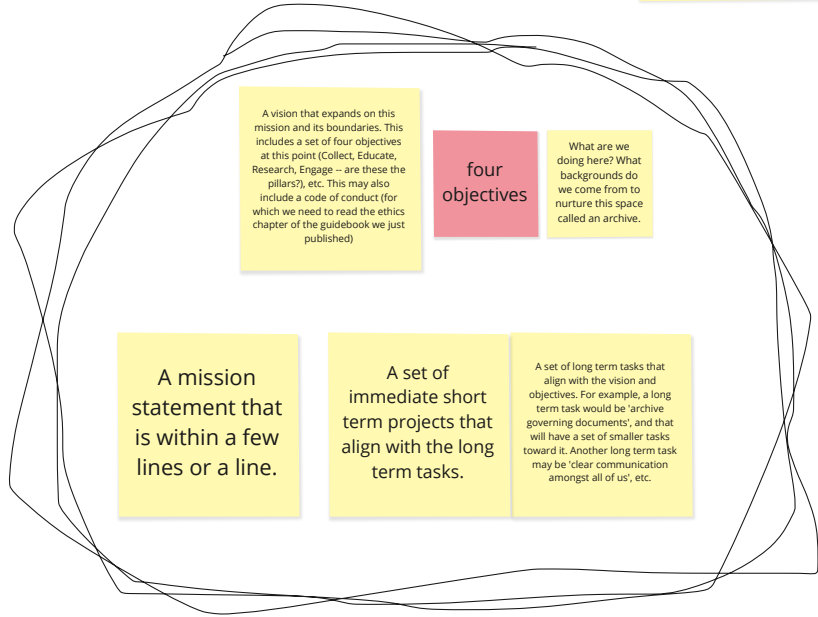 A vision that expands on this
mission and its boundaries. This
includes a set of four objectives
at this point (Collect, Educate,
Research, Engage -- are these the
pillars?), etc. This may also
include a code of conduct (for
which we need to read the ethics
chapter of the guidebook we just
published)
four
objectives
What are we
doing here? What
backgrounds do
we come from to
nurture this space
called an archive.
A mission
statement that
is within a few
lines or a line.
A set of
immediate short
term projects that
align with the long
term tasks.
A set of long term tasks that
align with the vision and
objectives. For example, a long
term task would be 'archive
governing documents', and that
will have a set of smaller tasks
toward it. Another long term task
may be 'clear communication
amongst all of us', etc.